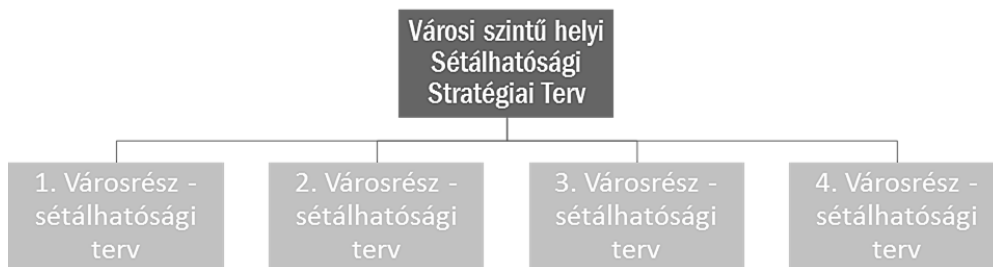 Városi szintű helyi
Sétálhatósági
Stratégiai Terv
1. Városrész -
sétálhatósági
terv
2. Városrész -
sétálhatósági
terv
3. Városrész -
sétálhatósági
terv
4. Városrész -
sétálhatósági
terv